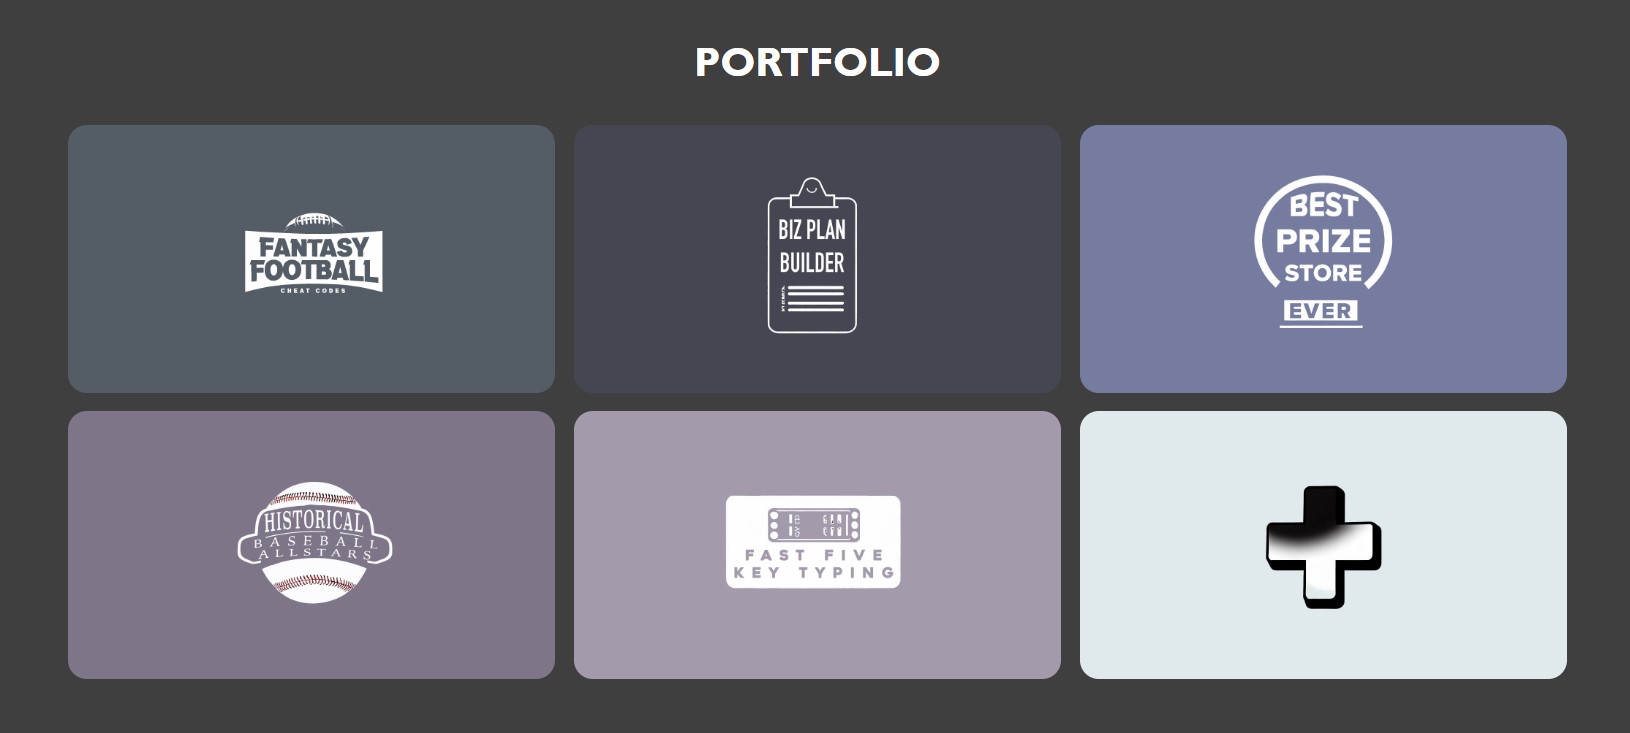 PORTFOLIO
FANTASY
FOOTBALL
CHEAT CODES
BIZ PLAN
BUILDER
BEST
PRIZE
STORE
EVER
HISTORICAL
BASEBALL
ALLSTARS
FAST FIVE
KEY TYPING